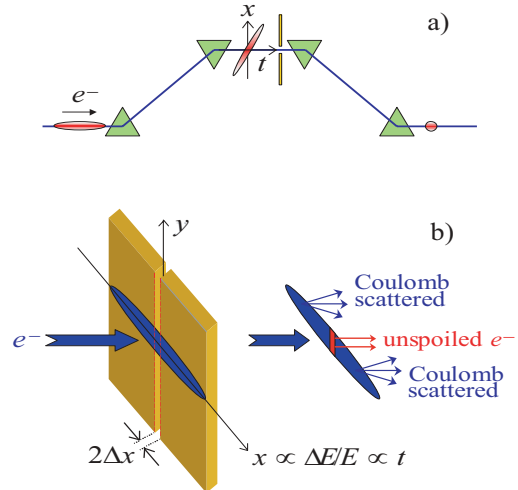 a)
x
t
e⁻
b)
y
Coulomb
scattered
e⁻
unspoiled e⁻
Coulomb
scattered
2Δx
x ∝ ΔE/E ∝ t